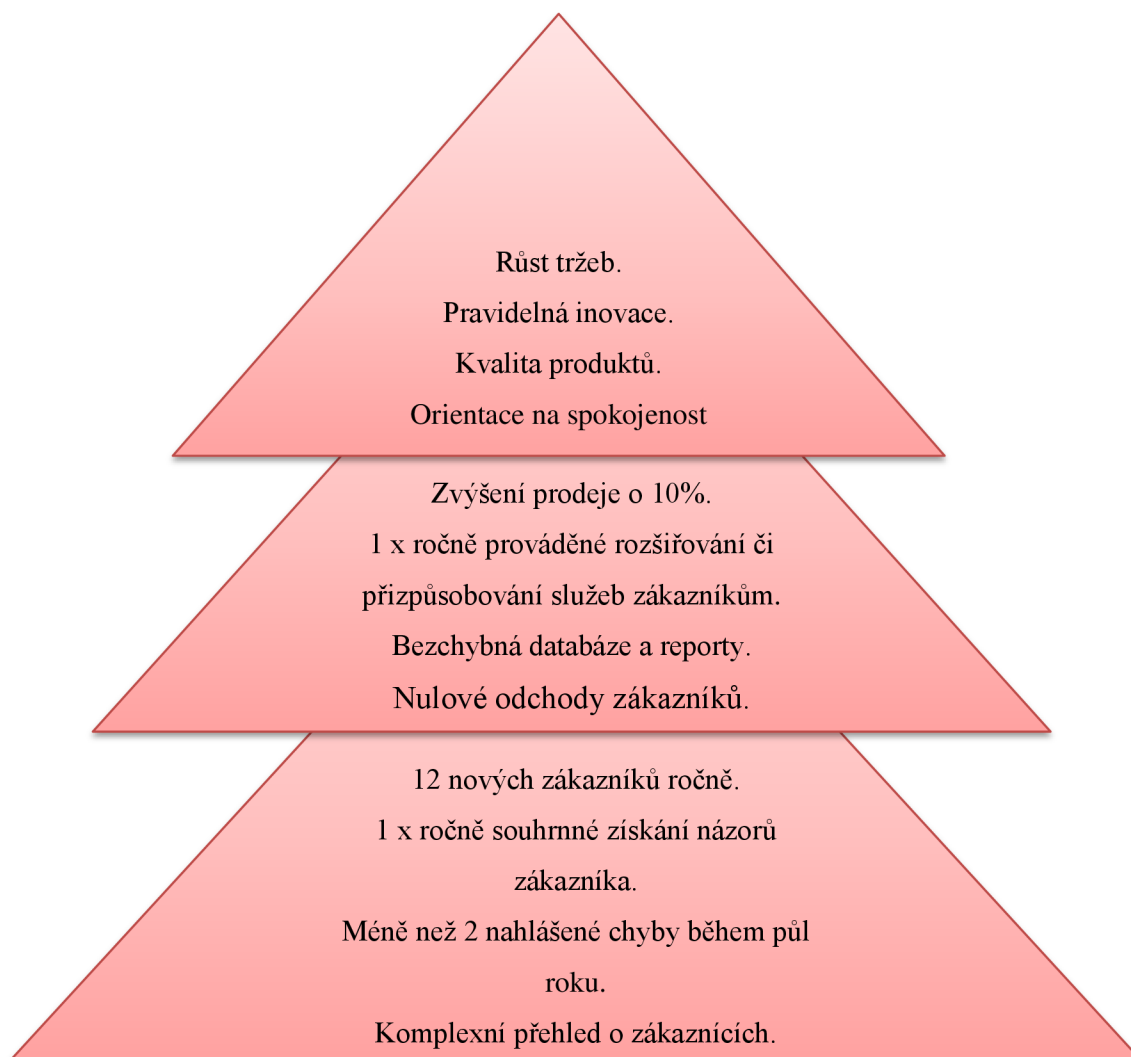 Růst tržeb.
Pravidelná inovace.
Kvalita produktů.
Orientace na spokojenost
Zvýšení prodeje o 10%.
1 x ročně prováděné rozšiřování či
přizpůsobování služeb zákazníkům.
Bezchybná databáze a reporty.
Nulové odchody zákazníků.
12 nových zákazníků ročně.
1 x ročně souhrnné získání názorů
zákazníka.
Méně než 2 nahlášené chyby během půl
roku.
Komplexní přehled o zákaznících.